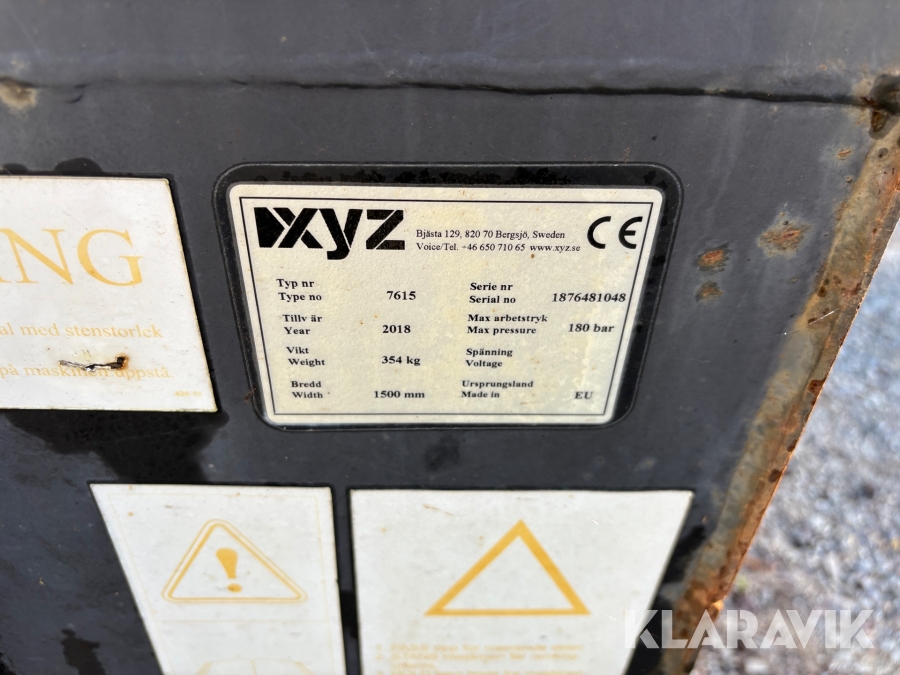 xyz
Bjästa 129, 820 70 Bergsjö, Sweden
Voice/Tel. +46 650 710 65 www.xyz.se
CE
Typ nr
Type no 7615
Serie nr
Serial no 1876481048
Tillv år
Year 2018
Max arbetstryk
Max pressure 180 bar
Vikt
Weight 354 kg
Spänning
Voltage
Bredd
Width 1500 mm
Ursprungsland
Made in EU
NG
al med stenstorlek
på maskinen uppstå.
KLARAVIK